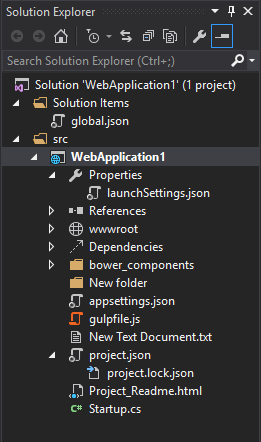 Solution Explorer
Search Solution Explorer (Ctrl+;)
Solution 'WebApplication1' (1 project)
Solution Items
global.json
src
WebApplication1
Properties
launchSettings.json
References
wwwroot
Dependencies
bower_components
New folder
appsettings.json
gulpfile.js
New Text Document.txt
project.json
project.lock.json
Project_Readme.html
C# Startup.cs